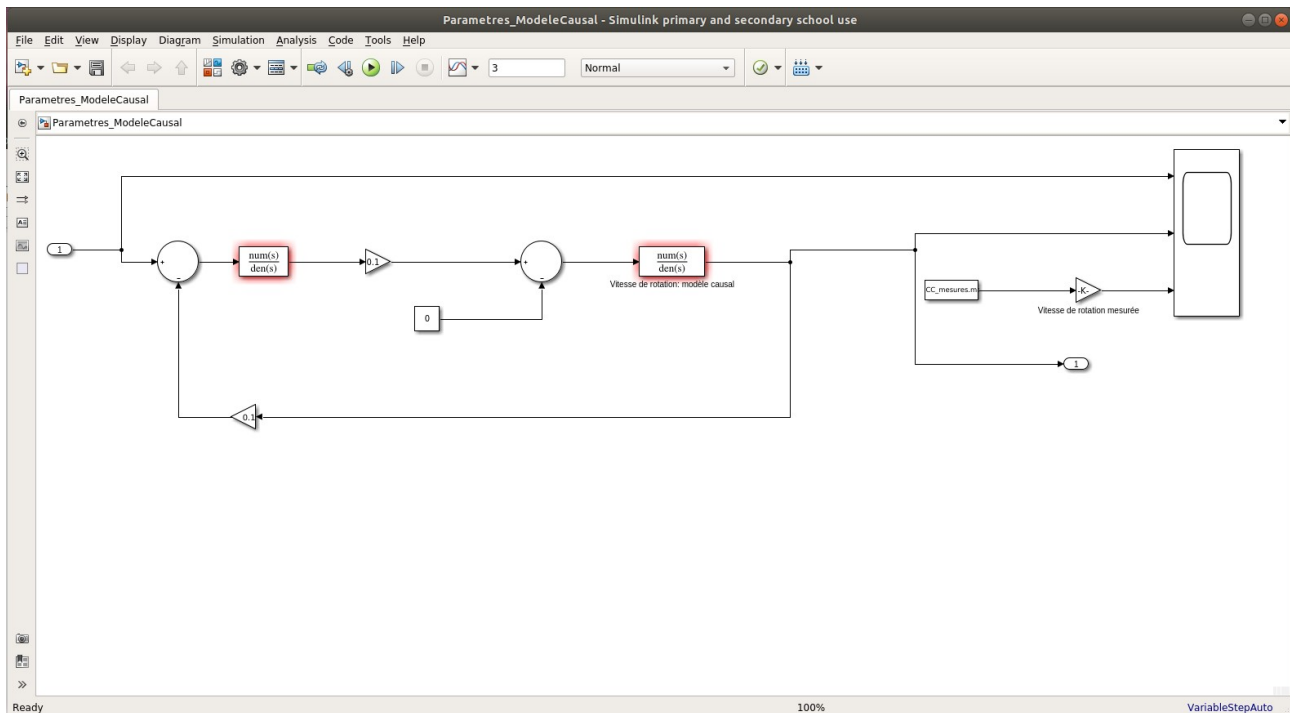 Parametres_ModeleCausal - Simulink primary and secondary school use
File Edit View Display Diagram Simulation Analysis Code Tools Help
3 Normal
Parametres_ModeleCausal
Parametres_ModeleCausal
1
+
-
num(s)
den(s)
0.1
+
-
num(s)
den(s)
Vitesse de rotation: modèle causal
0
CC_mesures.m
-K-
Vitesse de rotation mesurée
1
0.1
Ready 100% VariableStepAuto